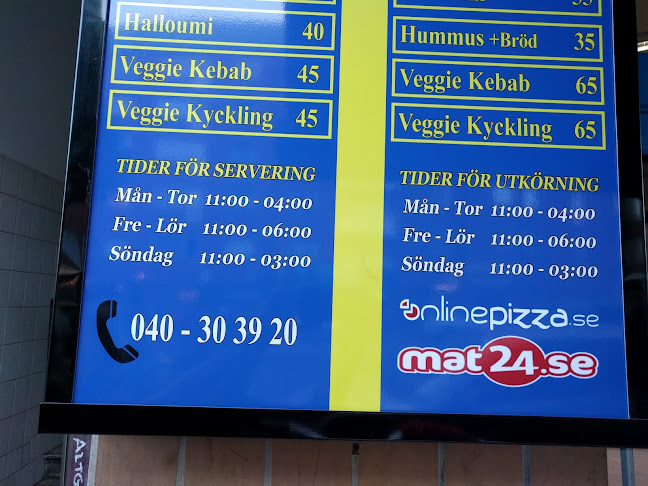 Halloumi 40
Veggie Kebab 45
Veggie Kyckling 45
TIDER FÖR SERVERING
Mån - Tor 11:00 - 04:00
Fre - Lör 11:00 - 06:00
Söndag 11:00 - 03:00
040 - 30 39 20
Hummus +Bröd 35
Veggie Kebab 65
Veggie Kyckling 65
TIDER FÖR UTKÖRNING
Mån - Tor 11:00 - 04:00
Fre - Lör 11:00 - 06:00
Söndag 11:00 - 03:00
onlinepizza.se
mat24.se